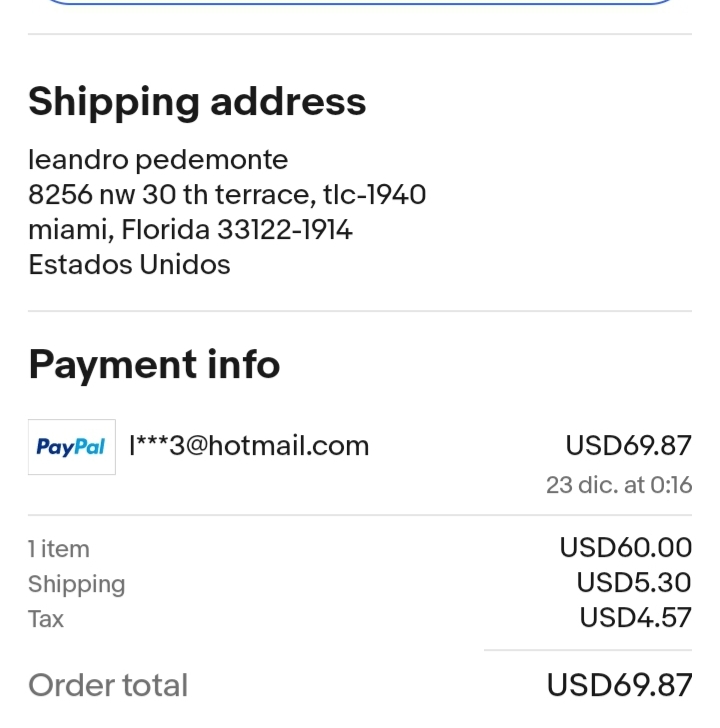 Shipping address
leandro pedemonte
8256 nw 30 th terrace, tlc-1940
miami, Florida 33122-1914
Estados Unidos
Payment info
PayPal l***3@hotmail.com USD69.87
23 dic. at 0:16
1 item USD60.00
Shipping USD5.30
Tax USD4.57
Order total USD69.87